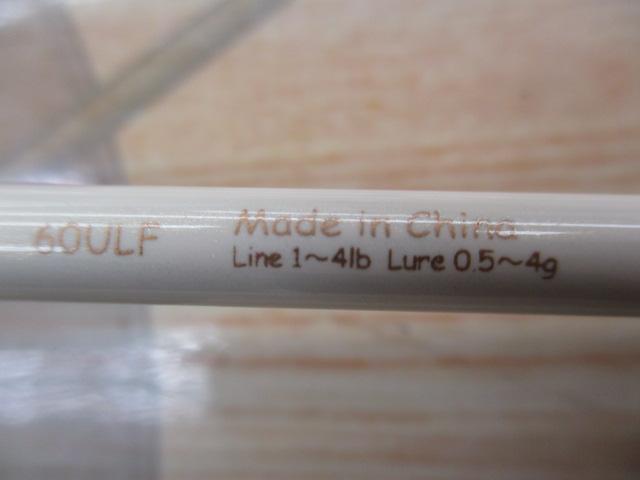 60ULF Made in China
Line 1～4lb Lure 0.5～4g